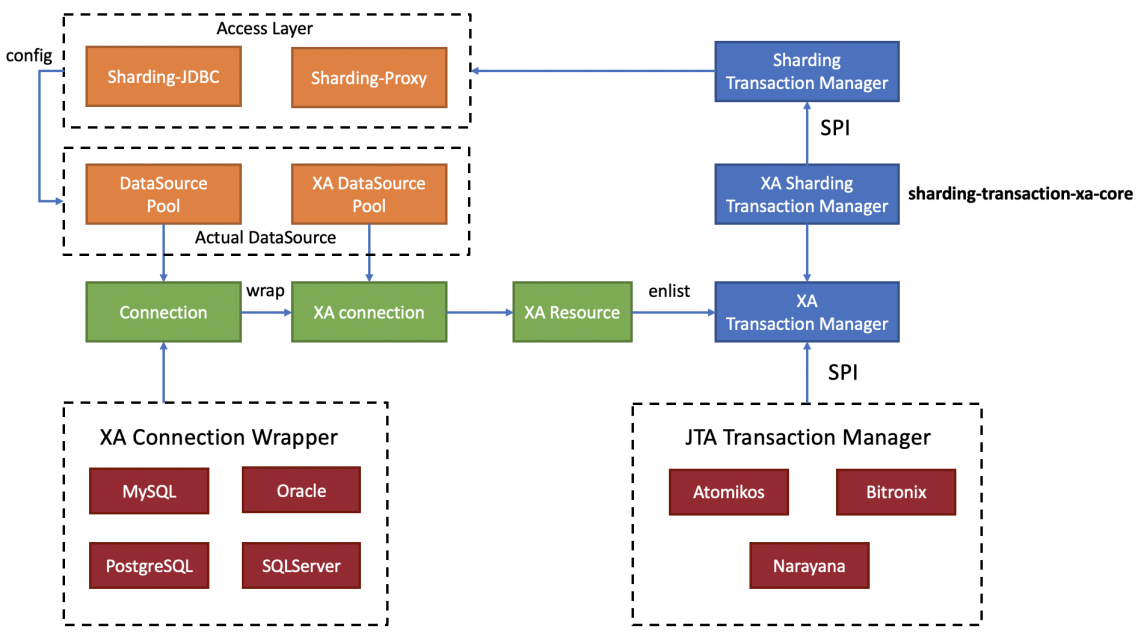 Access Layer
config
Sharding-JDBC
Sharding-Proxy
Sharding
Transaction Manager
SPI
DataSource
Pool
XA DataSource
Pool
Actual DataSource
XA Sharding
Transaction Manager
sharding-transaction-xa-core
Connection
wrap
XA connection
XA Resource
enlist
XA
Transaction Manager
SPI
XA Connection Wrapper
MySQL
Oracle
PostgreSQL
SQLServer
JTA Transaction Manager
Atomikos
Bitronix
Narayana